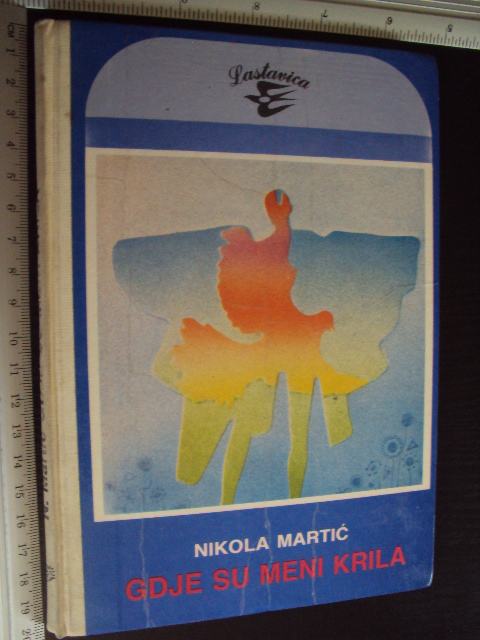 Lastavica
NIKOLA MARTIĆ
GDJE SU MENI KRILA